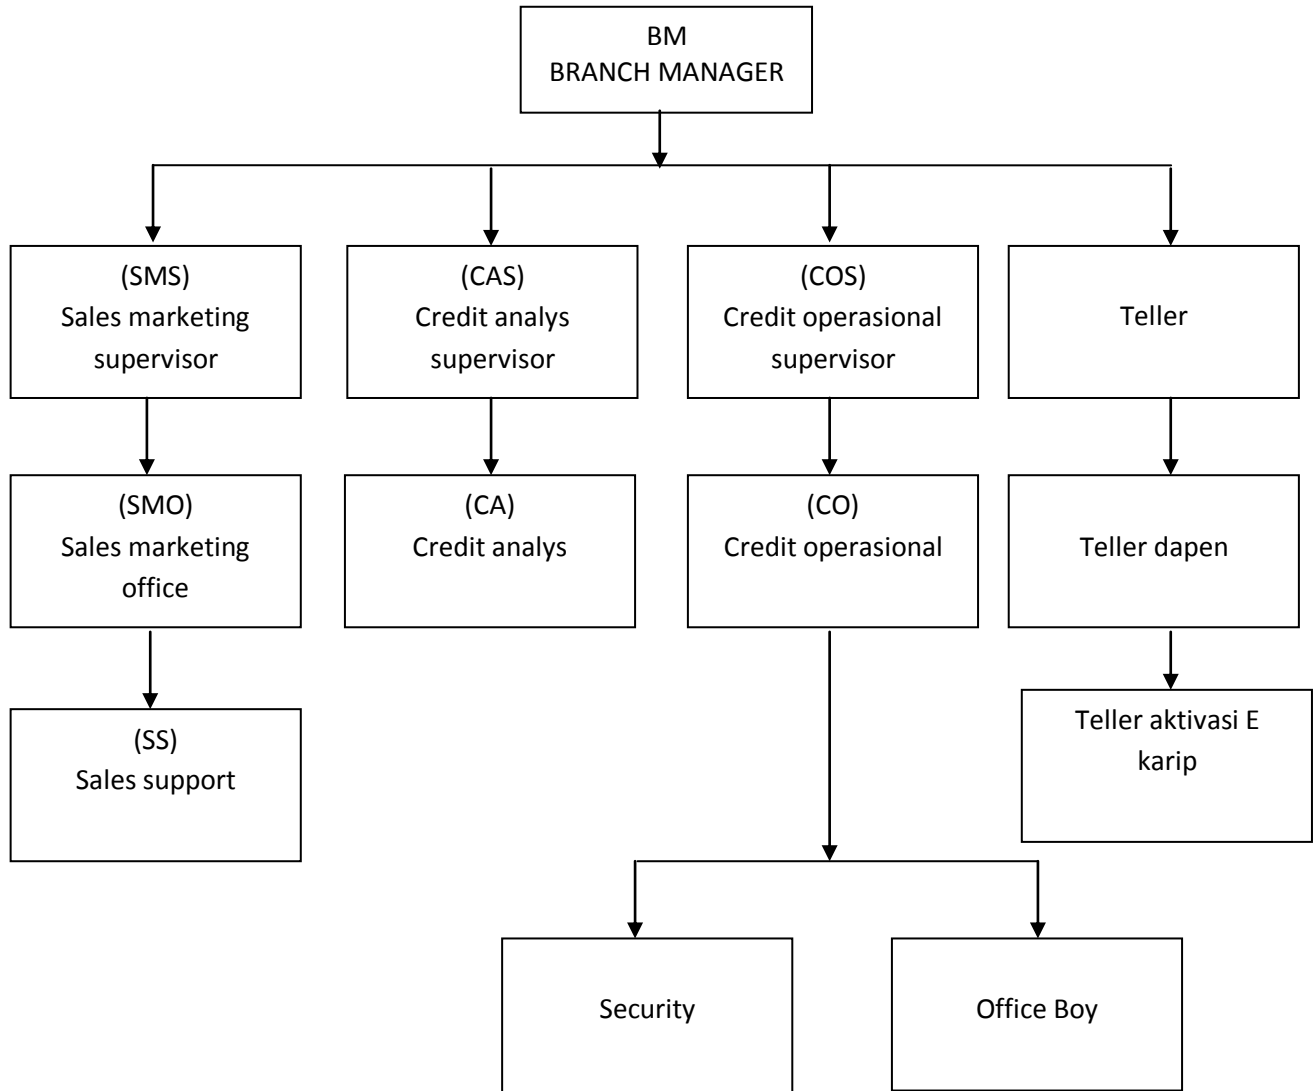 BM
BRANCH MANAGER
(SMS)
Sales marketing
supervisor
(CAS)
Credit analys
supervisor
(COS)
Credit operasional
supervisor
Teller
(SMO)
Sales marketing
office
(CA)
Credit analys
(CO)
Credit operasional
Teller dapen
(SS)
Sales support
Teller aktivasi E
karip
Security
Office Boy